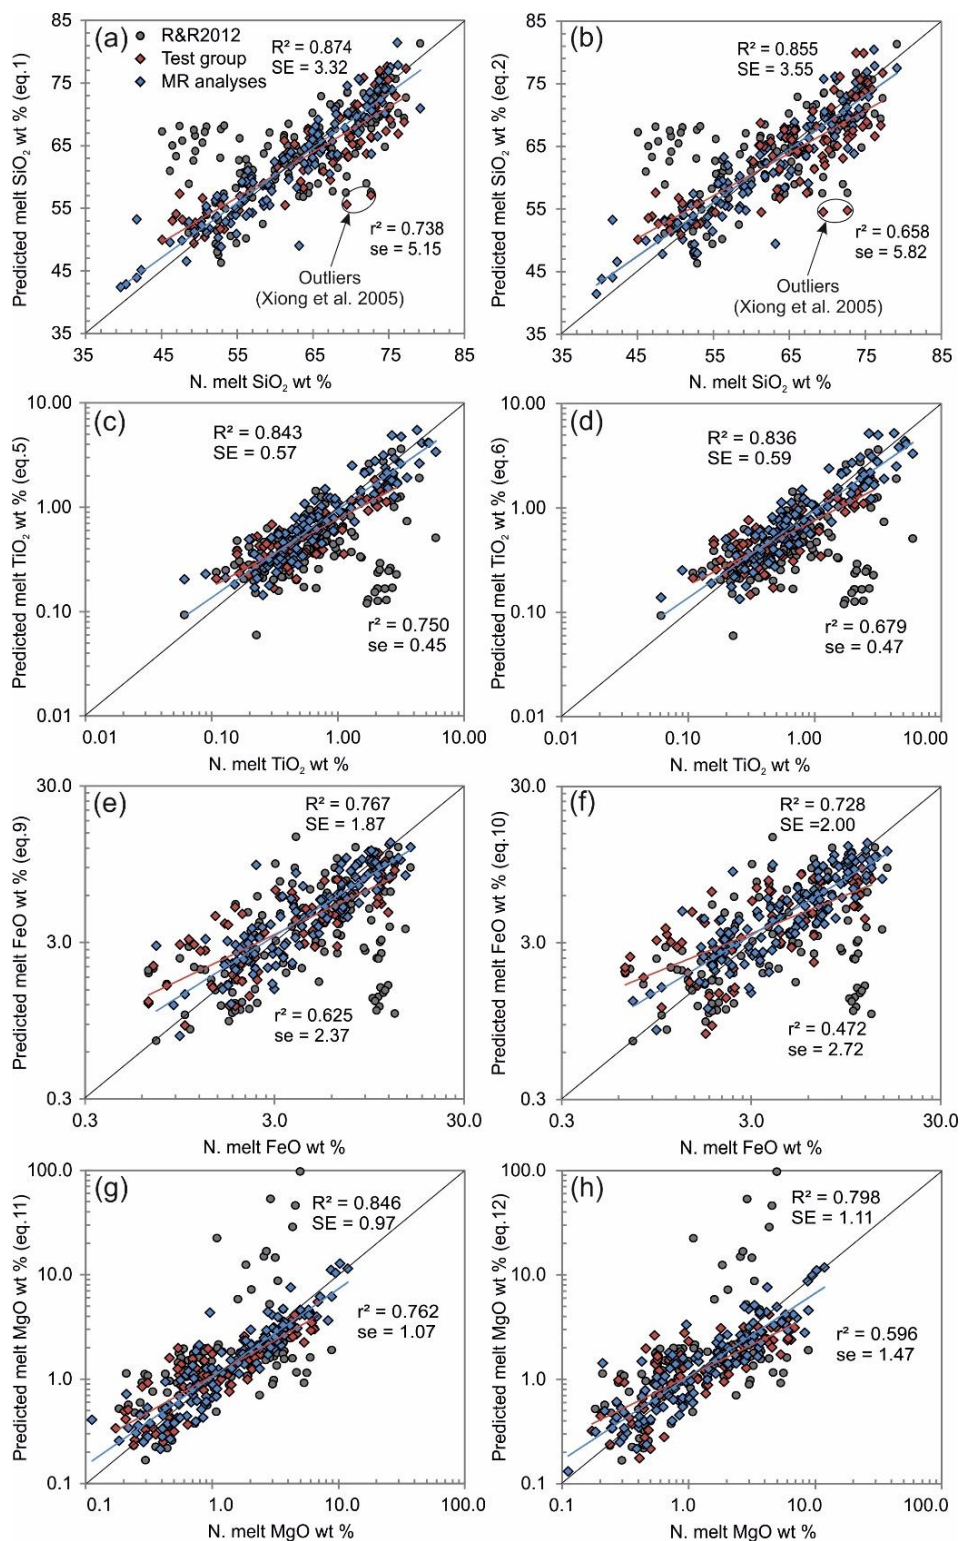 (a)
R&R2012
Test group
MR analyses
R² = 0.874
SE = 3.32
r² = 0.738
se = 5.15
Outliers
(Xiong et al. 2005)
Predicted melt SiO₂ wt % (eq.1)
85
75
65
55
45
35
35 45 55 65 75 85
N. melt SiO₂ wt %
(b)
R² = 0.855
SE = 3.55
r² = 0.658
se = 5.82
Outliers
(Xiong et al. 2005)
Predicted melt SiO₂ wt % (eq.2)
85
75
65
55
45
35
35 45 55 65 75 85
N. melt SiO₂ wt %
(c)
R² = 0.843
SE = 0.57
r² = 0.750
se = 0.45
Predicted melt TiO₂ wt % (eq.5)
10.00
1.00
0.10
0.01
0.01 0.10 1.00 10.00
N. melt TiO₂ wt %
(d)
R² = 0.836
SE = 0.59
r² = 0.679
se = 0.47
Predicted melt TiO₂ wt % (eq.6)
10.00
1.00
0.10
0.01
0.01 0.10 1.00 10.00
N. melt TiO₂ wt %
(e)
R² = 0.767
SE = 1.87
r² = 0.625
se = 2.37
Predicted melt FeO wt % (eq.9)
30.0
3.0
0.3
0.3 3.0 30.0
N. melt FeO wt %
(f)
R² = 0.728
SE =2.00
r² = 0.472
se = 2.72
Predicted melt FeO wt % (eq.10)
30.0
3.0
0.3
0.3 3.0 30.0
N. melt FeO wt %
(g)
R² = 0.846
SE = 0.97
r² = 0.762
se = 1.07
Predicted melt MgO wt % (eq.11)
100.0
10.0
1.0
0.1
0.1 1.0 10.0 100.0
N. melt MgO wt %
(h)
R² = 0.798
SE = 1.11
r² = 0.596
se = 1.47
Predicted melt MgO wt % (eq.12)
100.0
10.0
1.0
0.1
0.1 1.0 10.0 100.0
N. melt MgO wt %